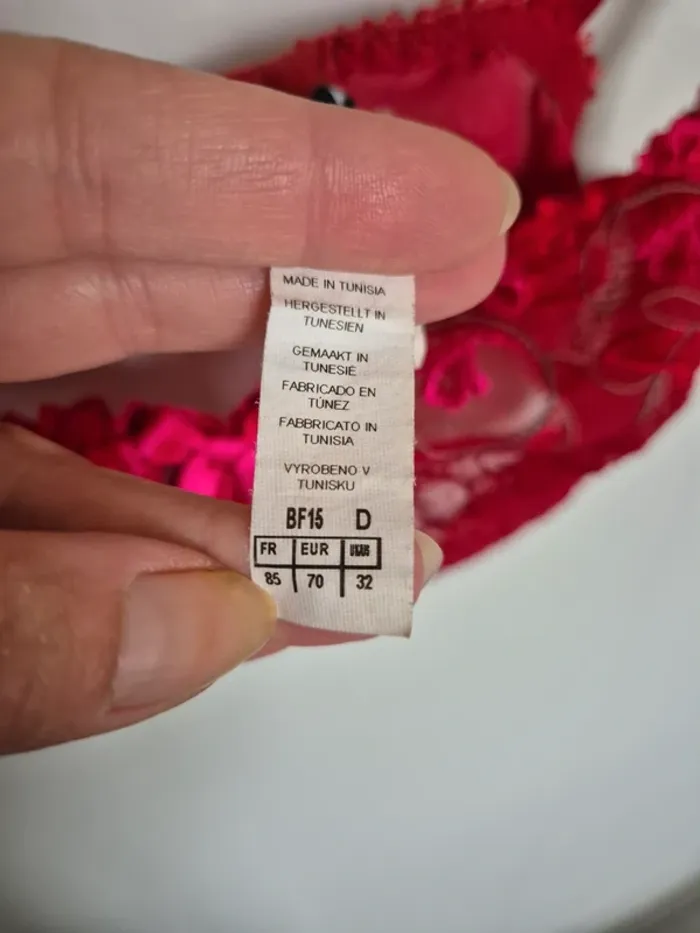 MADE IN TUNISIA
HERGESTELLT IN
TUNESIEN
GEMAAKT IN
TUNESIË
FABRICADO EN
TÚNEZ
FABBRICATO IN
TUNISIA
VYROBENO V
TUNISKU
BF15 D
FR EUR
85 70 32